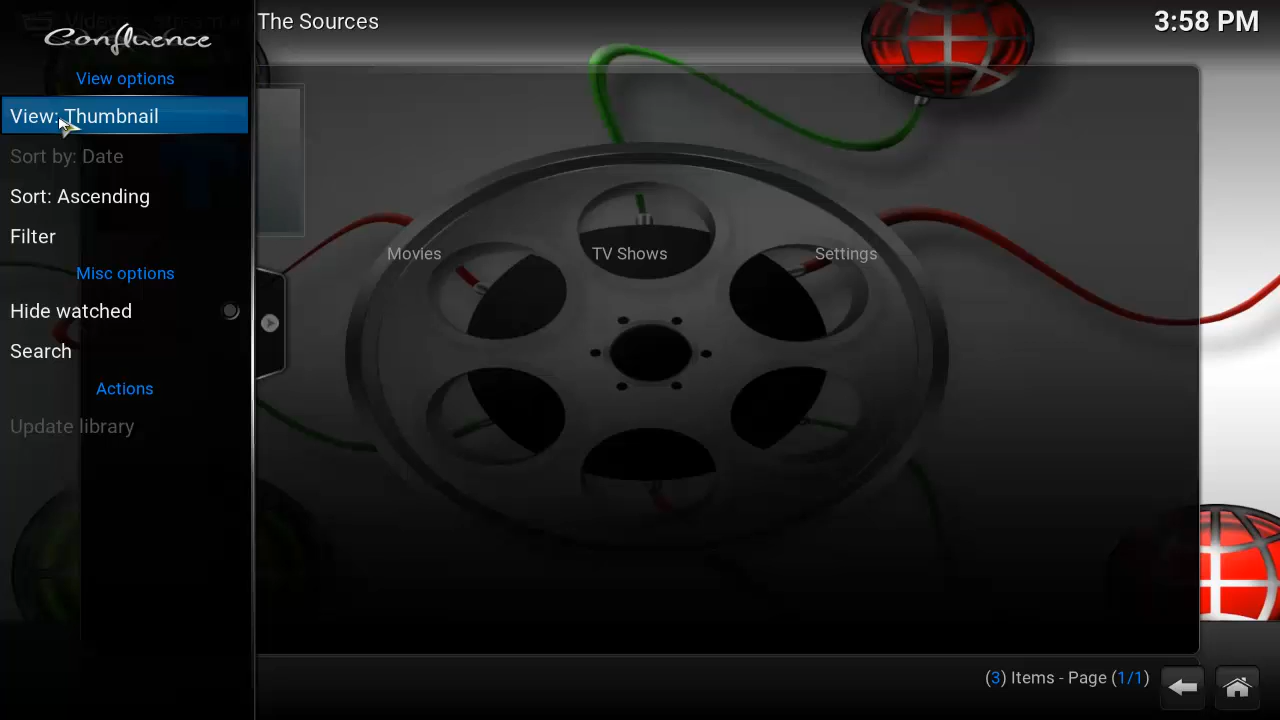 The Sources
3:58 PM
Confluence
View options
View: Thumbnail
Sort by: Date
Sort: Ascending
Filter
Misc options
Hide watched
Search
Actions
Update library
Movies
TV Shows
Settings
(3) Items - Page (1/1)